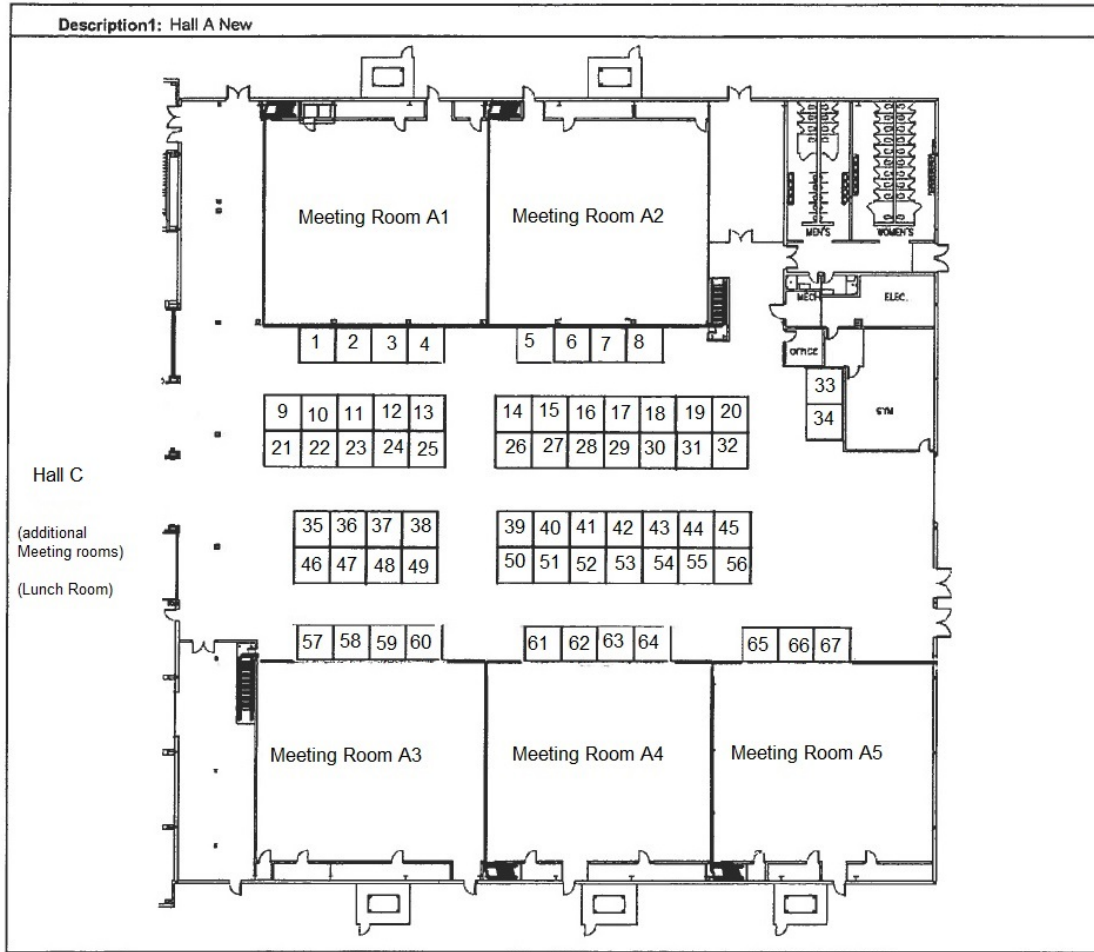 Description1: Hall A New
Meeting Room A1
Meeting Room A2
MEN'S
WOMEN'S
MECH
ELEC.
OFFICE
1 2 3 4
5 6 7 8
33
34
9 10 11 12 13
14 15 16 17 18 19 20
21 22 23 24 25
26 27 28 29 30 31 32
Hall C
(additional
Meeting rooms)
(Lunch Room)
35 36 37 38
39 40 41 42 43 44 45
46 47 48 49
50 51 52 53 54 55 56
57 58 59 60
61 62 63 64
65 66 67
Meeting Room A3
Meeting Room A4
Meeting Room A5